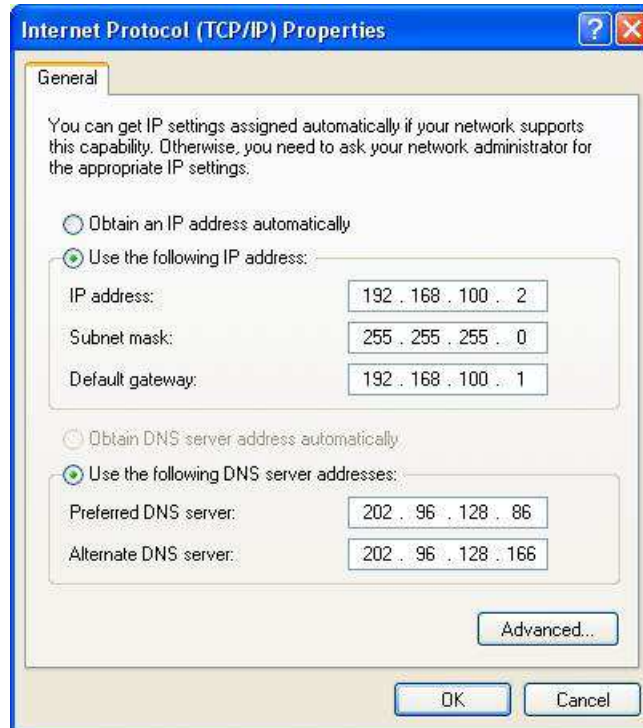 Internet Protocol (TCP/IP) Properties
General
You can get IP settings assigned automatically if your network supports
this capability. Otherwise, you need to ask your network administrator for
the appropriate IP settings.
Obtain an IP address automatically
Use the following IP address:
IP address: 192 . 168 . 100 . 2
Subnet mask: 255 . 255 . 255 . 0
Default gateway: 192 . 168 . 100 . 1
Obtain DNS server address automatically
Use the following DNS server addresses:
Preferred DNS server: 202 . 96 . 128 . 86
Alternate DNS server: 202 . 96 . 128 . 166
Advanced...
OK Cancel